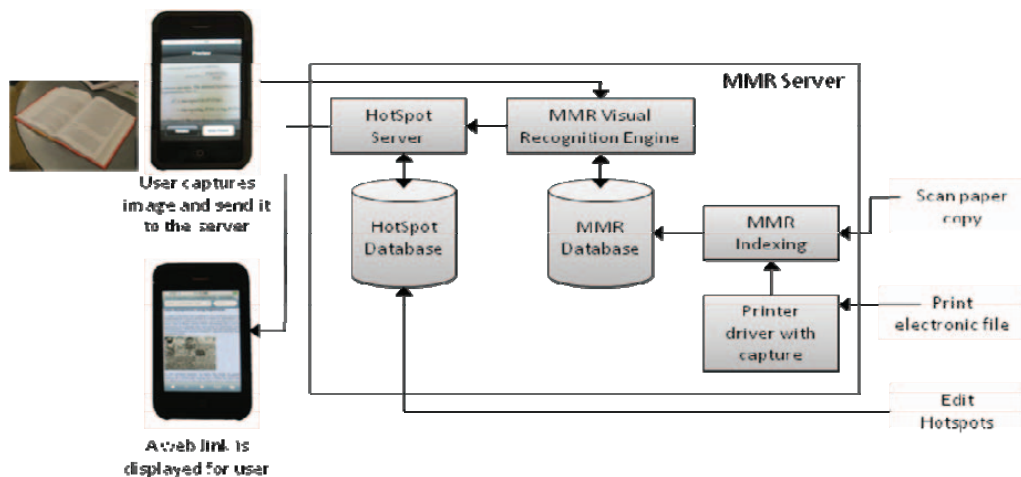 Preview
MMR Server
HotSpot
Server
MMR Visual
Recognition Engine
User captures
image and send it
to the server
HotSpot
Database
MMR
Database
MMR
Indexing
Scan paper
copy
Printer
driver with
capture
Print
electronic file
Edit
Hotspots
A web link is
displayed for user